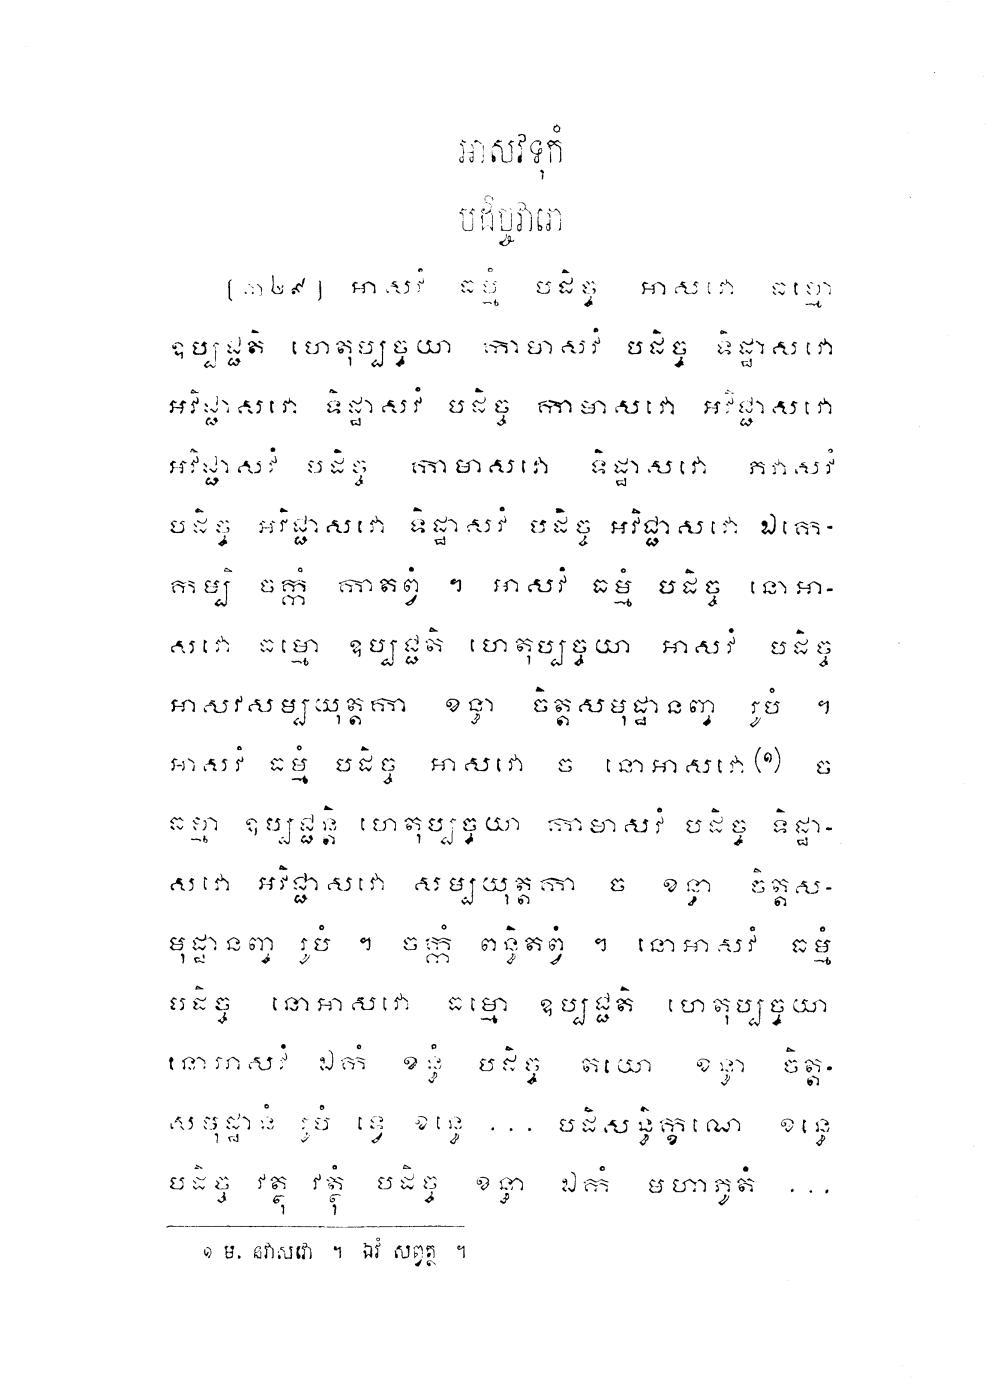 អាសវទុកំ
បដិច្ចវារោ
[៣២៩] អាសវំ ធម្មំ បដិច្ច អាសវោ ធម្មោ
ឧប្បជ្ជតិ ហេតុប្បច្ចយា កាមាសវំ បដិច្ច ទិដ្ឋាសវោ
អវិជ្ជាសវោ ទិដ្ឋាសវំ បដិច្ច កាមាសវោ អវិជ្ជាសវោ
អវិជ្ជាសវំ បដិច្ច កាមាសវោ ទិដ្ឋាសវោ ភវាសវំ
បដិច្ច អវិជ្ជាសវោ ទិដ្ឋាសវំ បដិច្ច អវិជ្ជាសវោ ឯកេ-
កម្បិ ចក្កំ កាតព្វំ ។ អាសវំ ធម្មំ បដិច្ច នោអា-
សវោ ធម្មោ ឧប្បជ្ជតិ ហេតុប្បច្ចយា អាសវំ បដិច្ច
អាសវសម្បយុត្តកា ខន្ធា ចិត្តសមុដ្ឋានញ្ច រូបំ ។
អាសវំ ធម្មំ បដិច្ច អាសវោ ច នោអាសវោ(១) ច
ធម្មា ឧប្បជ្ជន្តិ ហេតុប្បច្ចយា កាមាសវំ បដិច្ច ទិដ្ឋា-
សវោ អវិជ្ជាសវោ សម្បយុត្តកា ច ខន្ធា ចិត្តស-
មុដ្ឋានញ្ច រូបំ ។ ចក្កំ ពន្ធិតព្វំ ។ នោអាសវំ ធម្មំ
បដិច្ច នោអាសវោ ធម្មោ ឧប្បជ្ជតិ ហេតុប្បច្ចយា
នោអាសវំ ឯកំ ខន្ធំ បដិច្ច តយោ ខន្ធា ចិត្ត-
សមុដ្ឋានំ រូបំ ទ្វេ ខន្ធេ ... បដិសន្ធិក្ខណេ ខន្ធេ
បដិច្ច វត្ថុ វត្ថុំ បដិច្ច ខន្ធា ឯកំ មហាភូតំ ...
១ ម. នវាសវោ ។ ឯវំ សព្វត្ថ ។